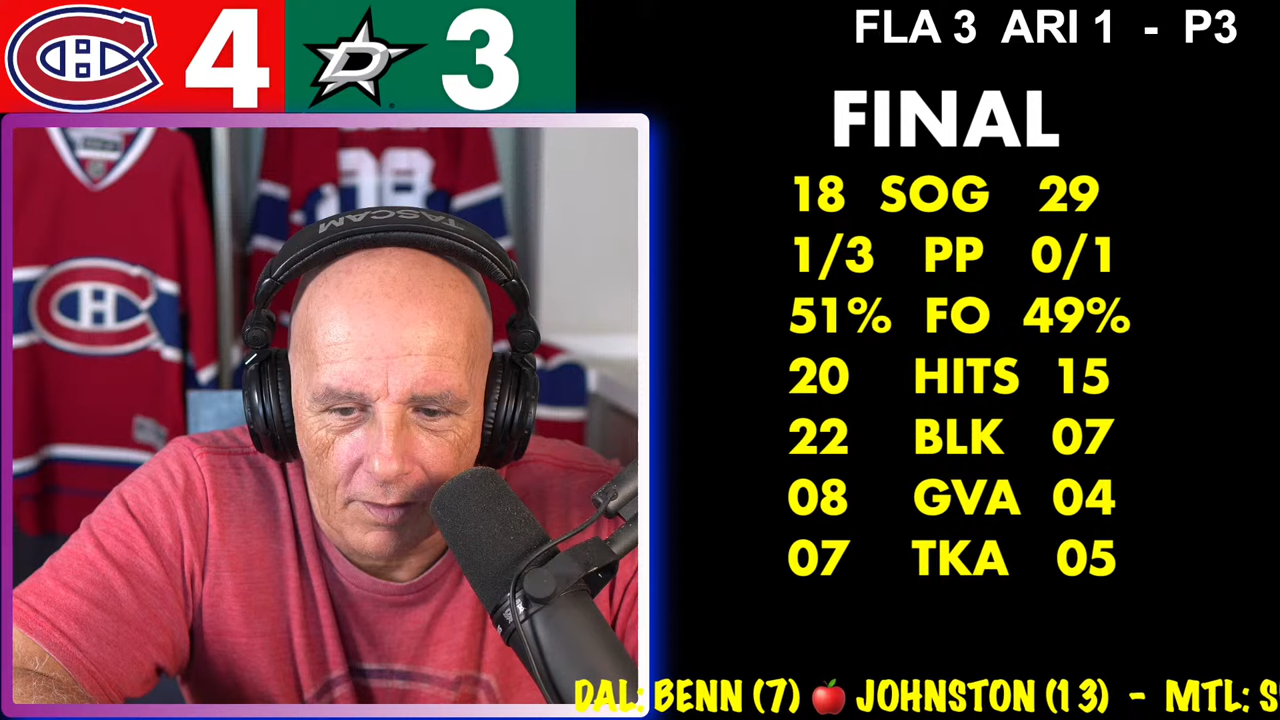 4 3
FLA 3 ARI 1 - P3
FINAL
18 SOG 29
1/3 PP 0/1
51% FO 49%
20 HITS 15
22 BLK 07
08 GVA 04
07 TKA 05
TASCAM
DAL: BENN (7) 🍎 JOHNSTON (13) - MTL: S